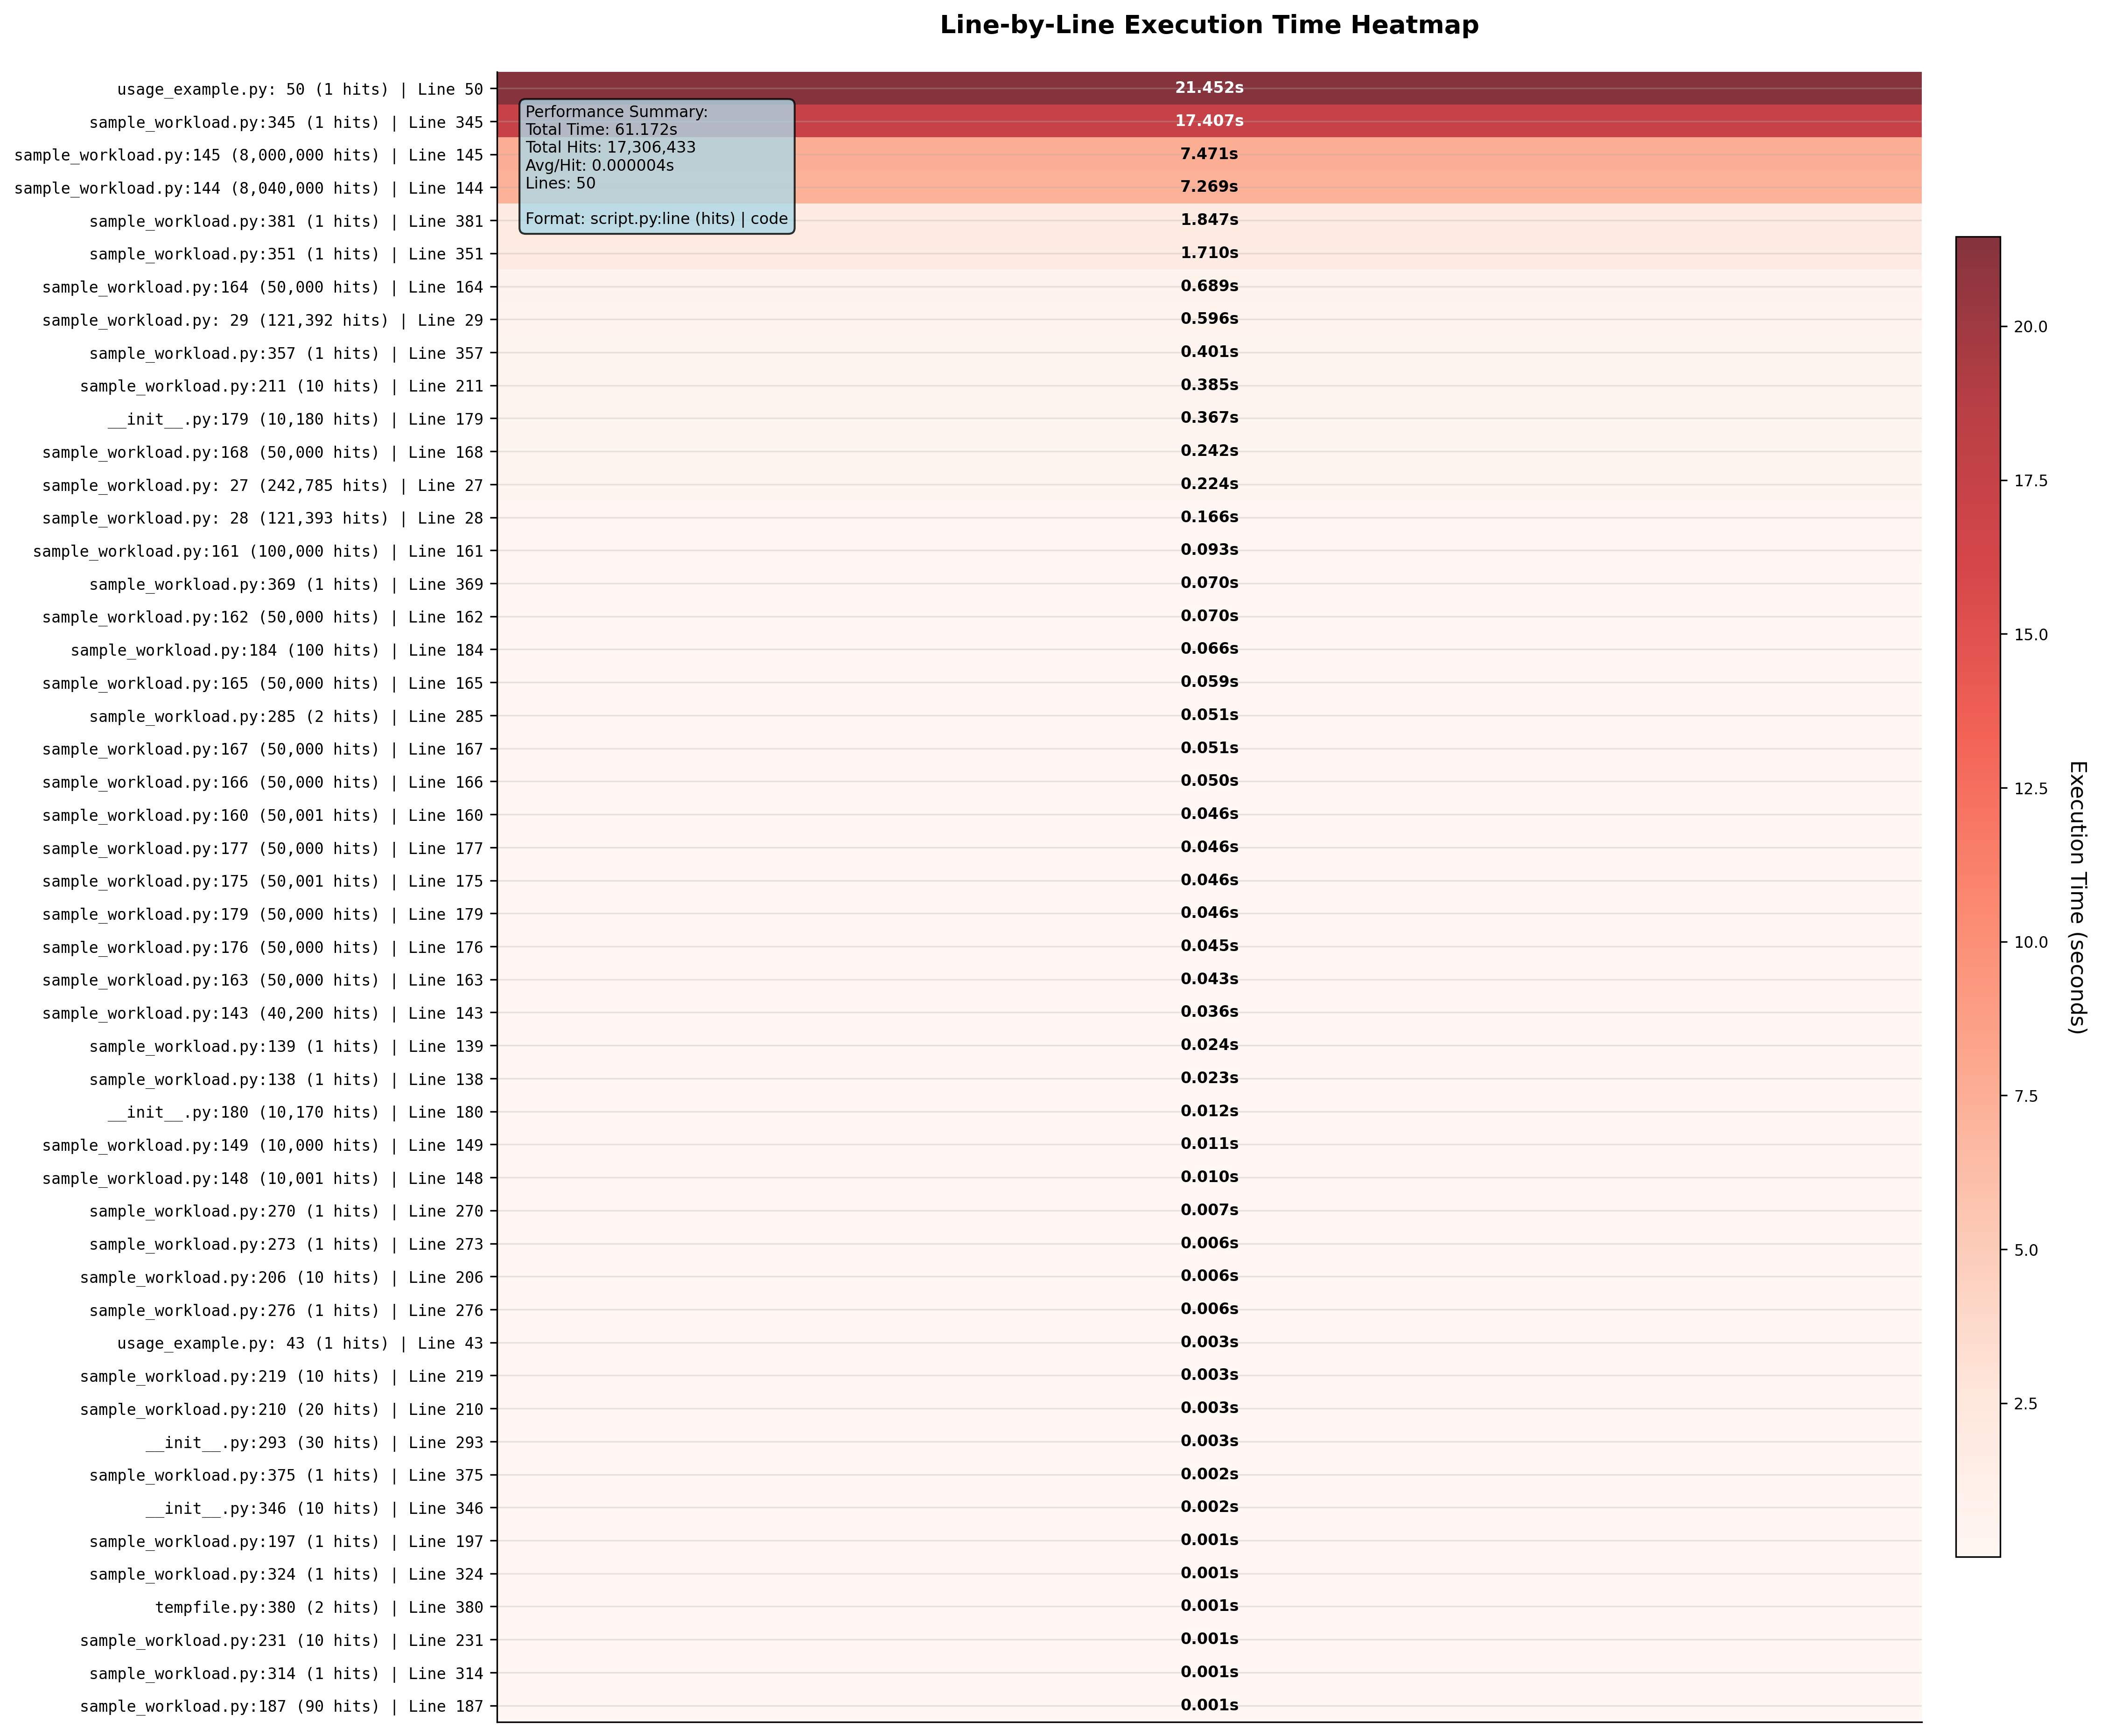 Line-by-Line Execution Time Heatmap
usage_example.py: 50 (1 hits) | Line 50 21.452s
Performance Summary:
Total Time: 61.172s
Total Hits: 17,306,433
Avg/Hit: 0.000004s
Lines: 50
Format: script.py:line (hits) | code
sample_workload.py:345 (1 hits) | Line 345 17.407s
sample_workload.py:145 (8,000,000 hits) | Line 145 7.471s
sample_workload.py:144 (8,040,000 hits) | Line 144 7.269s
sample_workload.py:381 (1 hits) | Line 381 1.847s
sample_workload.py:351 (1 hits) | Line 351 1.710s
sample_workload.py:164 (50,000 hits) | Line 164 0.689s
sample_workload.py: 29 (121,392 hits) | Line 29 0.596s
sample_workload.py:357 (1 hits) | Line 357 0.401s
sample_workload.py:211 (10 hits) | Line 211 0.385s
__init__.py:179 (10,180 hits) | Line 179 0.367s
sample_workload.py:168 (50,000 hits) | Line 168 0.242s
sample_workload.py: 27 (242,785 hits) | Line 27 0.224s
sample_workload.py: 28 (121,393 hits) | Line 28 0.166s
sample_workload.py:161 (100,000 hits) | Line 161 0.093s
sample_workload.py:369 (1 hits) | Line 369 0.070s
sample_workload.py:162 (50,000 hits) | Line 162 0.070s
sample_workload.py:184 (100 hits) | Line 184 0.066s
sample_workload.py:165 (50,000 hits) | Line 165 0.059s
sample_workload.py:285 (2 hits) | Line 285 0.051s
sample_workload.py:167 (50,000 hits) | Line 167 0.051s
sample_workload.py:166 (50,000 hits) | Line 166 0.050s
sample_workload.py:160 (50,001 hits) | Line 160 0.046s
sample_workload.py:177 (50,000 hits) | Line 177 0.046s
sample_workload.py:175 (50,001 hits) | Line 175 0.046s
sample_workload.py:179 (50,000 hits) | Line 179 0.046s
sample_workload.py:176 (50,000 hits) | Line 176 0.045s
sample_workload.py:163 (50,000 hits) | Line 163 0.043s
sample_workload.py:143 (40,200 hits) | Line 143 0.036s
sample_workload.py:139 (1 hits) | Line 139 0.024s
sample_workload.py:138 (1 hits) | Line 138 0.023s
__init__.py:180 (10,170 hits) | Line 180 0.012s
sample_workload.py:149 (10,000 hits) | Line 149 0.011s
sample_workload.py:148 (10,001 hits) | Line 148 0.010s
sample_workload.py:270 (1 hits) | Line 270 0.007s
sample_workload.py:273 (1 hits) | Line 273 0.006s
sample_workload.py:206 (10 hits) | Line 206 0.006s
sample_workload.py:276 (1 hits) | Line 276 0.006s
usage_example.py: 43 (1 hits) | Line 43 0.003s
sample_workload.py:219 (10 hits) | Line 219 0.003s
sample_workload.py:210 (20 hits) | Line 210 0.003s
__init__.py:293 (30 hits) | Line 293 0.003s
sample_workload.py:375 (1 hits) | Line 375 0.002s
__init__.py:346 (10 hits) | Line 346 0.002s
sample_workload.py:197 (1 hits) | Line 197 0.001s
sample_workload.py:324 (1 hits) | Line 324 0.001s
tempfile.py:380 (2 hits) | Line 380 0.001s
sample_workload.py:231 (10 hits) | Line 231 0.001s
sample_workload.py:314 (1 hits) | Line 314 0.001s
sample_workload.py:187 (90 hits) | Line 187 0.001s
20.0
17.5
15.0
12.5
10.0
7.5
5.0
2.5
Execution Time (seconds)